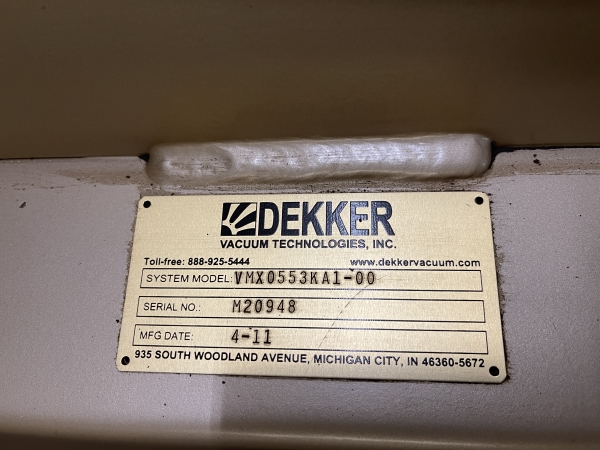 DEKKER
VACUUM TECHNOLOGIES, INC.
Toll-free: 888-925-5444 www.dekkervacuum.com
SYSTEM MODEL: VMX0553KA1-00
SERIAL NO.: M20948
MFG DATE: 4-11
935 SOUTH WOODLAND AVENUE, MICHIGAN CITY, IN 46360-5672